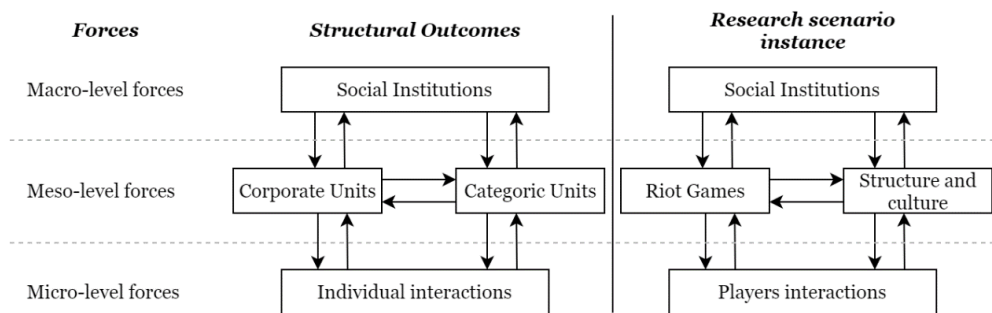 Forces
Structural Outcomes
Research scenario
instance
Macro-level forces
Social Institutions
Social Institutions
Meso-level forces
Corporate Units
Categoric Units
Riot Games
Structure and
culture
Micro-level forces
Individual interactions
Players interactions